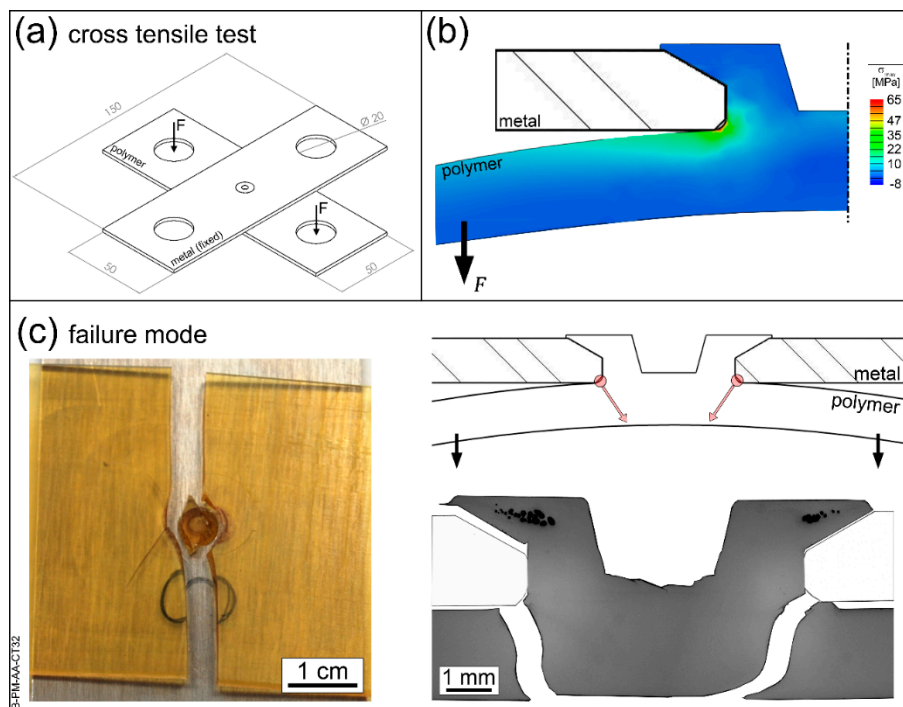 (a) cross tensile test
150
F
Ø 20
polymer
F
metal (fixed)
50
50
(b)
metal
polymer
F
σmax
[MPa]
65
47
35
22
10
-8
(c) failure mode
1 cm
B-PM-AA-CT32
metal
polymer
1 mm